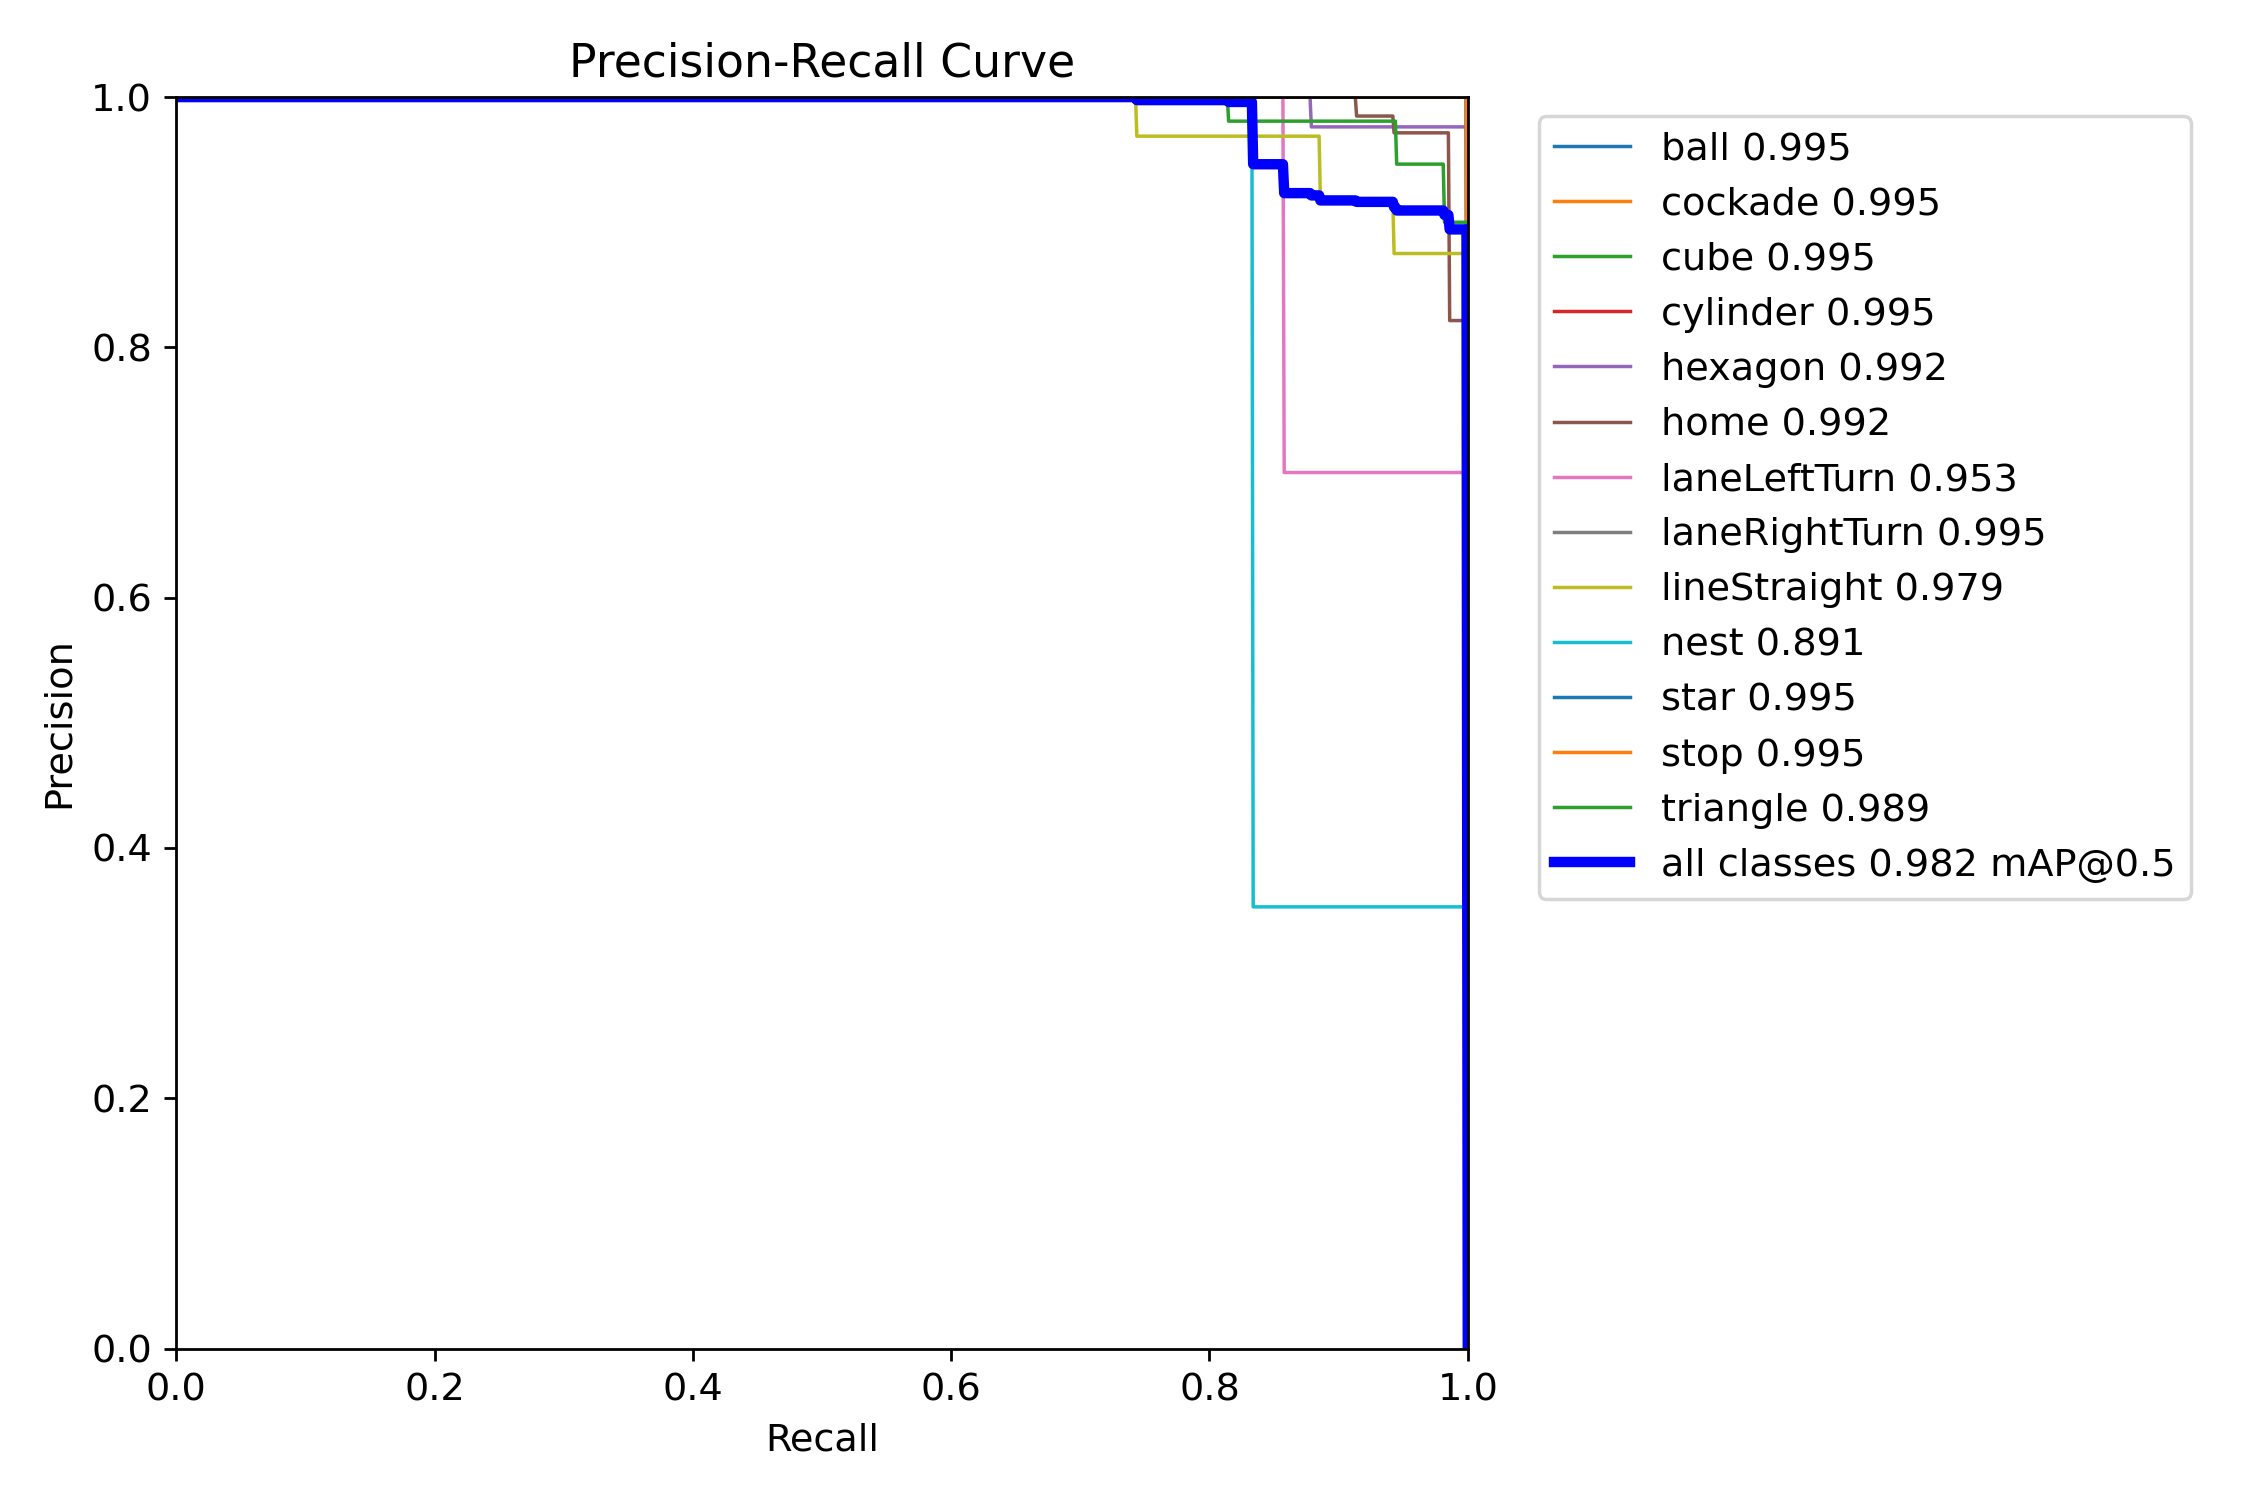 Precision-Recall Curve
1.0
0.8
0.6
0.4
0.2
0.0
Precision
0.0 0.2 0.4 0.6 0.8 1.0
Recall
ball 0.995
cockade 0.995
cube 0.995
cylinder 0.995
hexagon 0.992
home 0.992
laneLeftTurn 0.953
laneRightTurn 0.995
lineStraight 0.979
nest 0.891
star 0.995
stop 0.995
triangle 0.989
all classes 0.982 mAP@0.5